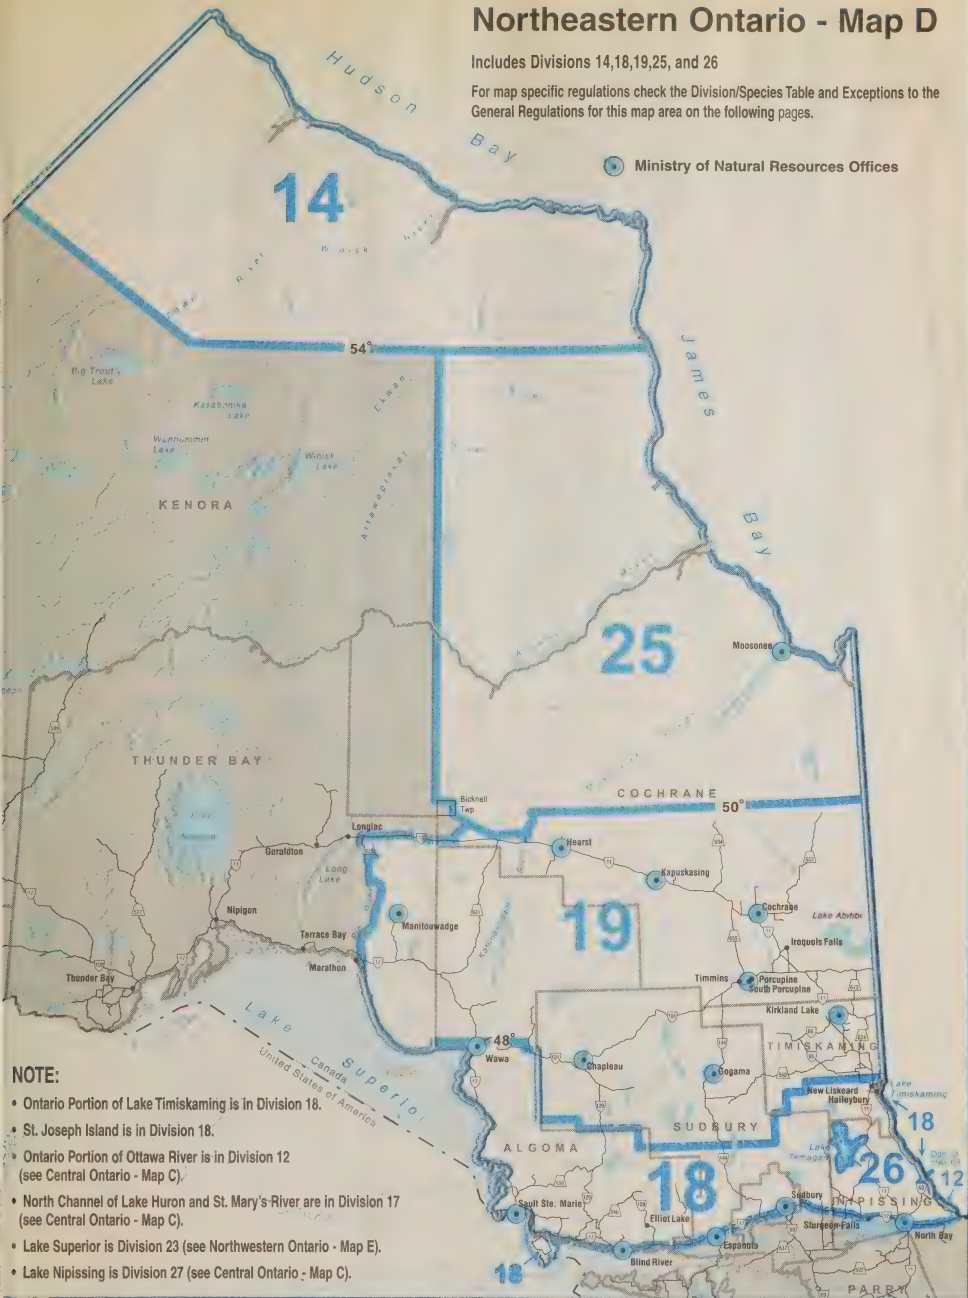 Northeastern Ontario - Map D
Includes Divisions 14,18,19,25, and 26
For map specific regulations check the Division/Species Table and Exceptions to the
General Regulations for this map area on the following pages.
Ministry of Natural Resources Offices
Hudson
Bay
14
River
Winisk
River
54°
Big Trout
Lake
Kasabonika
Lake
Wunnummin
Lake
Winisk
Lake
Ekwan
Attawapiskat
KENORA
James
Bay
25
Moosonee
THUNDER BAY
COCHRANE
50°
Bicknell
Twp
Longlac
Geraldton
Long
Lake
Hearst
Kapuskasing
Cochrane
Lake Abitibi
Iroquois Falls
19
Manitouwadge
Nipigon
Terrace Bay
Marathon
Thunder Bay
Timmins
Porcupine
South Porcupine
Kirkland Lake
TIMISKAMING
48°
Wawa
Chapleau
Gogama
Lake
Superior
Canada
United States of America
New Liskeard
Haileybury
Lake
Timiskaming
18
SUDBURY
ALGOMA
Lake
Temagami
26
12
18
NIPISSING
Sudbury
Sault Ste. Marie
Elliot Lake
Sturgeon Falls
North Bay
Espanola
Blind River
18
PARRY
NOTE:
• Ontario Portion of Lake Timiskaming is in Division 18.
• St. Joseph Island is in Division 18.
• Ontario Portion of Ottawa River is in Division 12
(see Central Ontario - Map C).
• North Channel of Lake Huron and St. Mary's River are in Division 17
(see Central Ontario - Map C).
• Lake Superior is Division 23 (see Northwestern Ontario - Map E).
• Lake Nipissing is Division 27 (see Central Ontario - Map C).